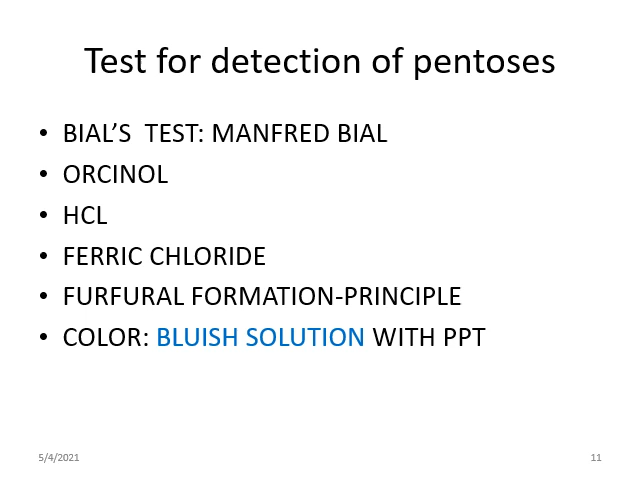 Test for detection of pentoses
• BIAL’S  TEST: MANFRED BIAL
• ORCINOL
• HCL
• FERRIC CHLORIDE
• FURFURAL FORMATION-PRINCIPLE
• COLOR: BLUISH SOLUTION WITH PPT
5/4/2021
11